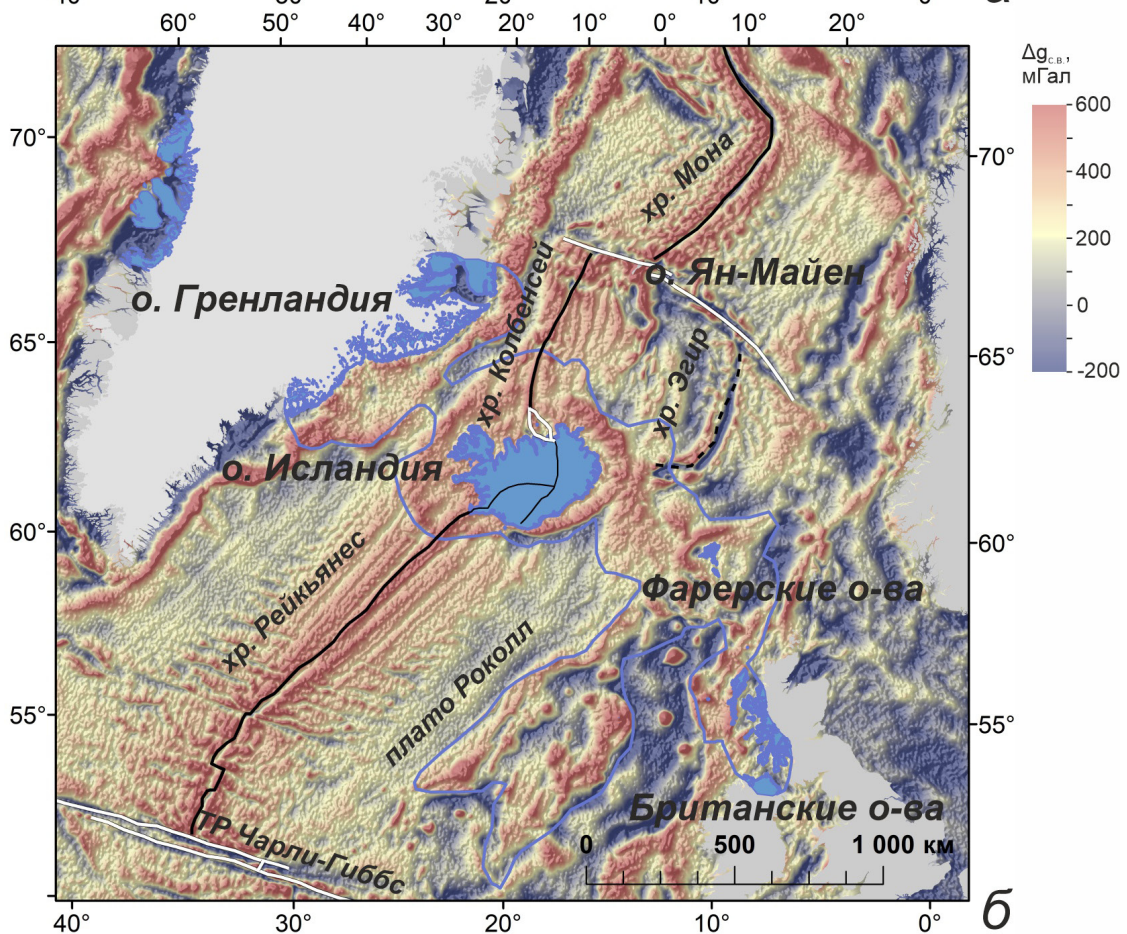 60° 50° 40° 30° 20° 10° 0° 10° 20°
Δg с.в.,
мГал
600
400
200
0
-200
70°
70°
хр. Мона
хр. Колбенсей
о. Ян-Майен
о. Гренландия
65°
65°
хр. Эгир
о. Исландия
60°
60°
хр. Рейкьянес
Фарерские о-ва
плато Роколл
55°
55°
Британские о-ва
ТР Чарли-Гиббс
0 500 1 000 км
40° 30° 20° 10° 0°
б